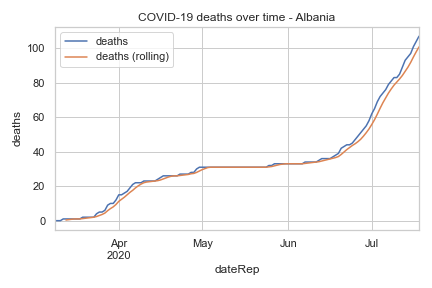 COVID-19 deaths over time - Albania
deaths
deaths (rolling)
deaths
100
80
60
40
20
0
Apr
2020
May
Jun
Jul
dateRep